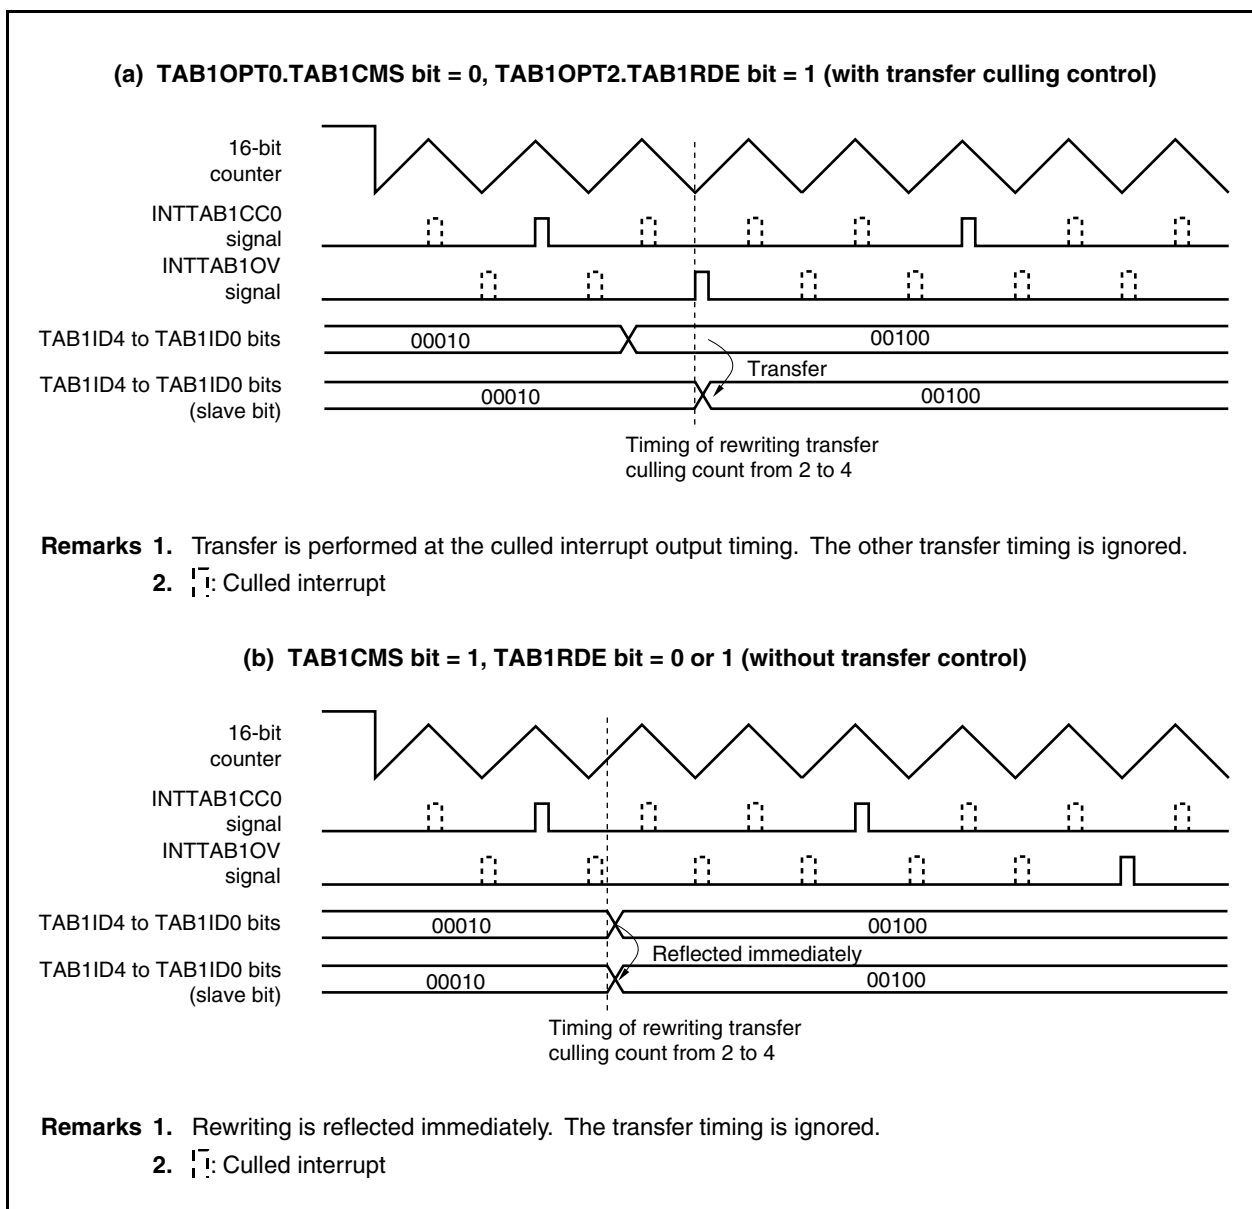 (a) TAB1OPT0.TAB1CMS bit = 0, TAB1OPT2.TAB1RDE bit = 1 (with transfer culling control)
16-bit
counter
INTTAB1CC0
signal
INTTAB1OV
signal
TAB1ID4 to TAB1ID0 bits
00010
00100
Transfer
TAB1ID4 to TAB1ID0 bits
(slave bit)
00010
00100
Timing of rewriting transfer
culling count from 2 to 4
Remarks 1. Transfer is performed at the culled interrupt output timing. The other transfer timing is ignored.
2. : Culled interrupt
(b) TAB1CMS bit = 1, TAB1RDE bit = 0 or 1 (without transfer control)
16-bit
counter
INTTAB1CC0
signal
INTTAB1OV
signal
TAB1ID4 to TAB1ID0 bits
00010
00100
Reflected immediately
TAB1ID4 to TAB1ID0 bits
(slave bit)
00010
00100
Timing of rewriting transfer
culling count from 2 to 4
Remarks 1. Rewriting is reflected immediately. The transfer timing is ignored.
2. : Culled interrupt